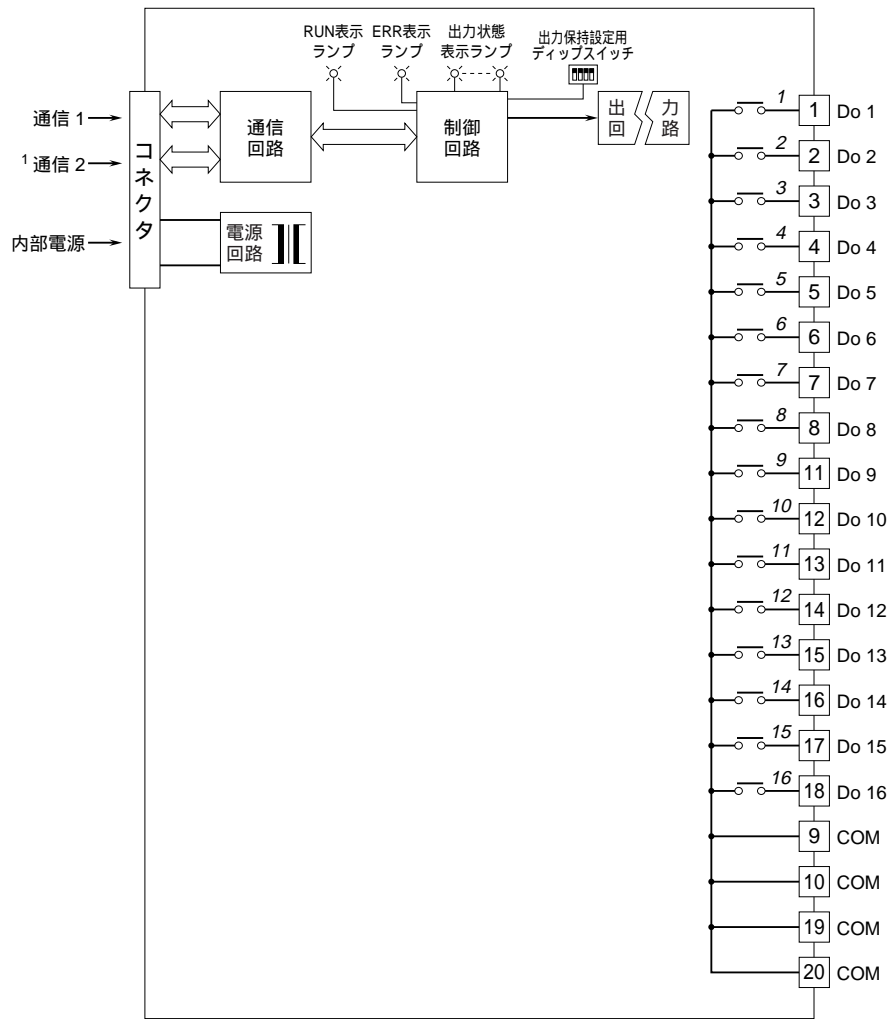 RUN表示
ランプ
ERR表示
ランプ
出力状態
表示ランプ
出力保持設定用
ディップスイッチ
通信 1
1 通信 2
内部電源
コネクタ
通信
回路
制御
回路
出 力
回 路
電源
回路
1 1 Do 1
2 2 Do 2
3 3 Do 3
4 4 Do 4
5 5 Do 5
6 6 Do 6
7 7 Do 7
8 8 Do 8
9 11 Do 9
10 12 Do 10
11 13 Do 11
12 14 Do 12
13 15 Do 13
14 16 Do 14
15 17 Do 15
16 18 Do 16
9 COM
10 COM
19 COM
20 COM